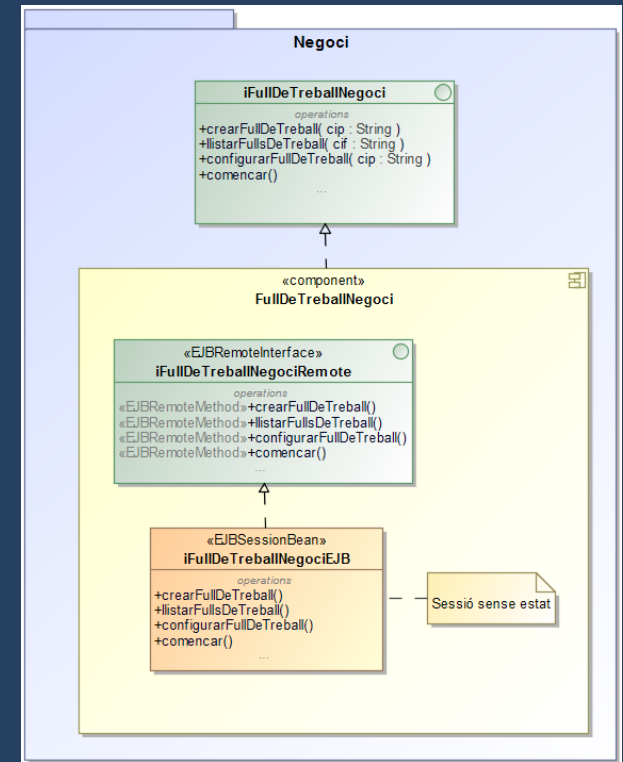 Negoci
iFullDeTreballNegoci
operations
+crearFullDeTreball( cip : String )
+llistarFullsDeTreball( cif : String )
+configurarFullDeTreball( cip : String )
+comencar()
...
«component»
FullDeTreballNegoci
«EJBRemoteInterface»
iFullDeTreballNegociRemote
operations
«EJBRemoteMethod»+crearFullDeTreball()
«EJBRemoteMethod»+llistarFullsDeTreball()
«EJBRemoteMethod»+configurarFullDeTreball()
«EJBRemoteMethod»+comencar()
...
«EJBSessionBean»
iFullDeTreballNegociEJB
operations
+crearFullDeTreball()
+llistarFullsDeTreball()
+configurarFullDeTreball()
+comencar()
...
Sessió sense estat